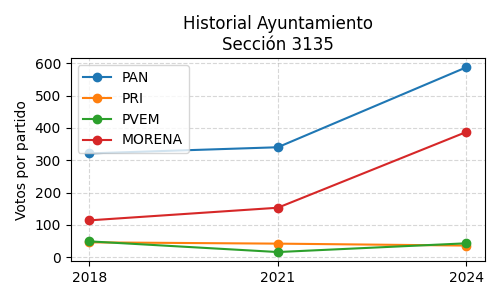 Historial Ayuntamiento
Sección 3135
Votos por partido
600
500
400
300
200
100
0
PAN
PRI
PVEM
MORENA
2018
2021
2024